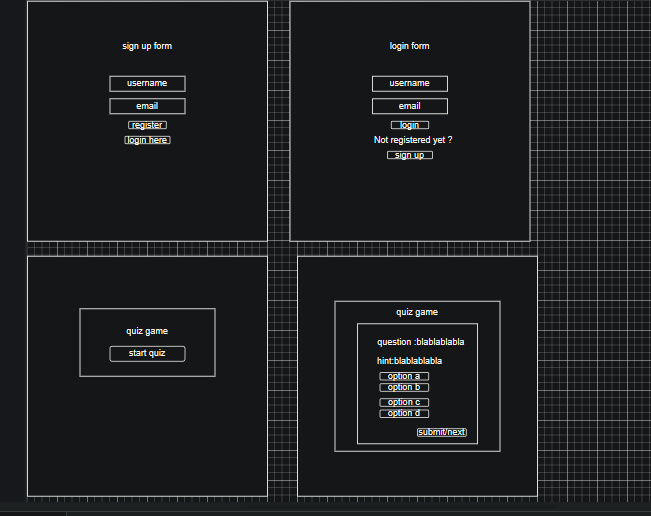 sign up form
username
email
register
login here
login form
username
email
login
Not registered yet ?
sign up
quiz game
start quiz
quiz game
question :blablablabla
hint:blablablabla
option a
option b
option c
option d
submit/next